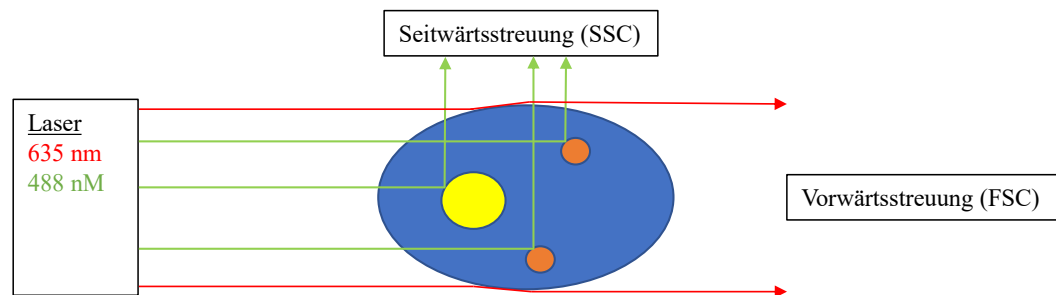 Seitwärtsstreuung (SSC)
Laser
635 nm
488 nM
Vorwärtsstreuung (FSC)